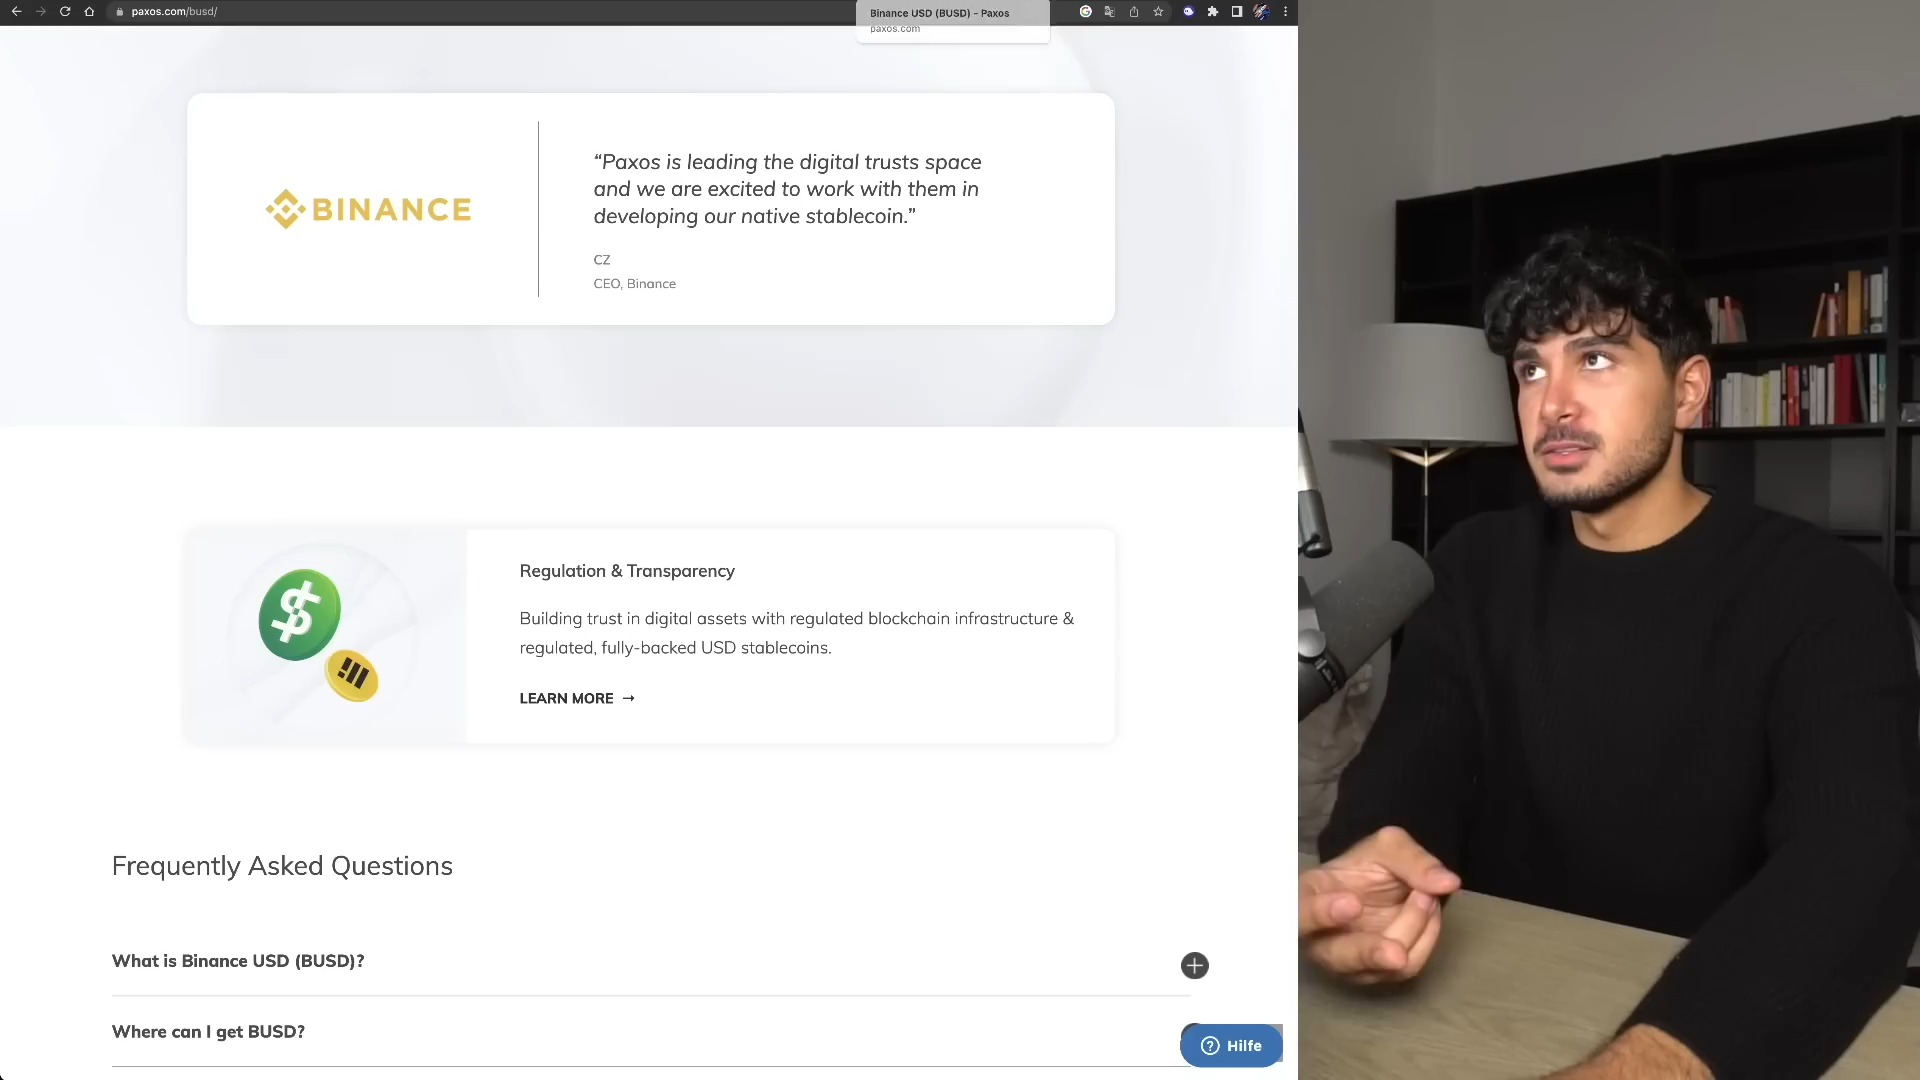 paxos.com/busd/
Binance USD (BUSD) – Paxos
paxos.com
BINANCE
“Paxos is leading the digital trusts space
and we are excited to work with them in
developing our native stablecoin.”
CZ
CEO, Binance
Regulation & Transparency
Building trust in digital assets with regulated blockchain infrastructure &
regulated, fully-backed USD stablecoins.
LEARN MORE →
Frequently Asked Questions
What is Binance USD (BUSD)?
Where can I get BUSD?
Hilfe